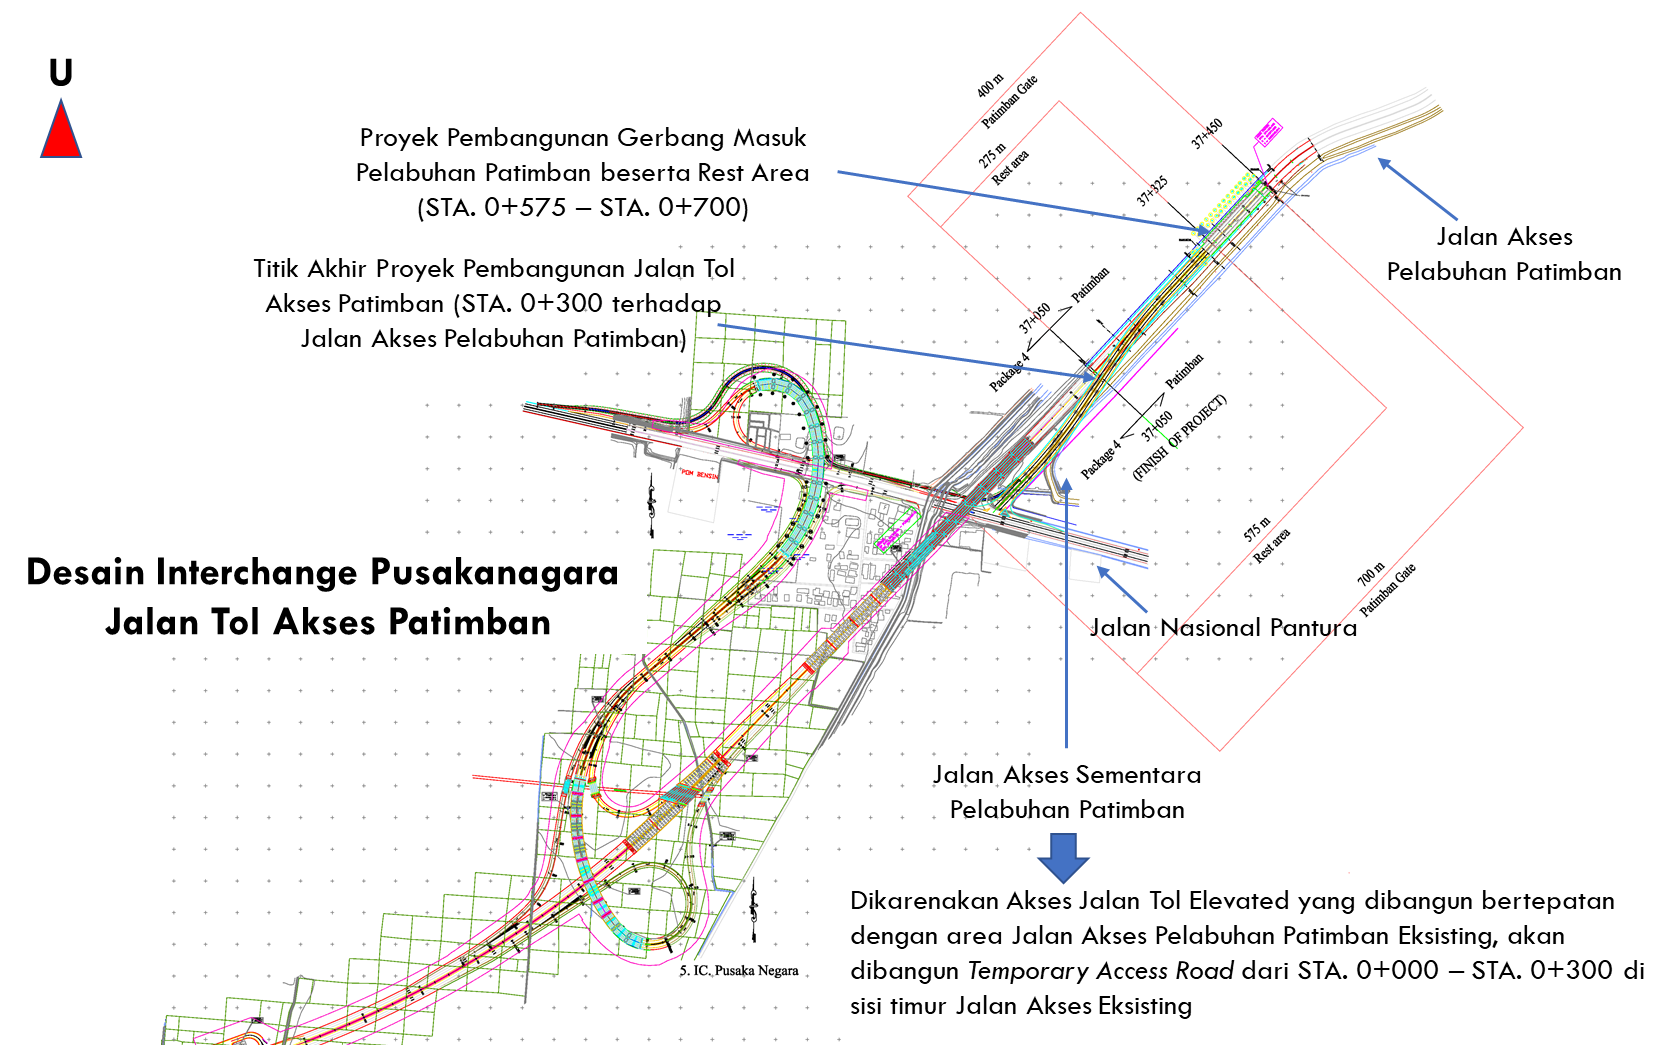 U
400 m
Patimban Gate
275 m
Rest area
37+450
37+325
Proyek Pembangunan Gerbang Masuk
Pelabuhan Patimban beserta Rest Area
(STA. 0+575 – STA. 0+700)
Jalan Akses
Pelabuhan Patimban
Titik Akhir Proyek Pembangunan Jalan Tol
Akses Patimban (STA. 0+300 terhadap
Jalan Akses Pelabuhan Patimban)
37+050
Patimban
Package 4
Patimban
37+050
Package 4
(FINISH OF PROJECT)
POM BENSIN
575 m
Rest area
700 m
Patimban Gate
Desain Interchange Pusakanagara
Jalan Tol Akses Patimban
Jalan Nasional Pantura
Jalan Akses Sementara
Pelabuhan Patimban
Dikarenakan Akses Jalan Tol Elevated yang dibangun bertepatan
dengan area Jalan Akses Pelabuhan Patimban Eksisting, akan
dibangun Temporary Access Road dari STA. 0+000 – STA. 0+300 di
sisi timur Jalan Akses Eksisting
5. IC. Pusaka Negara